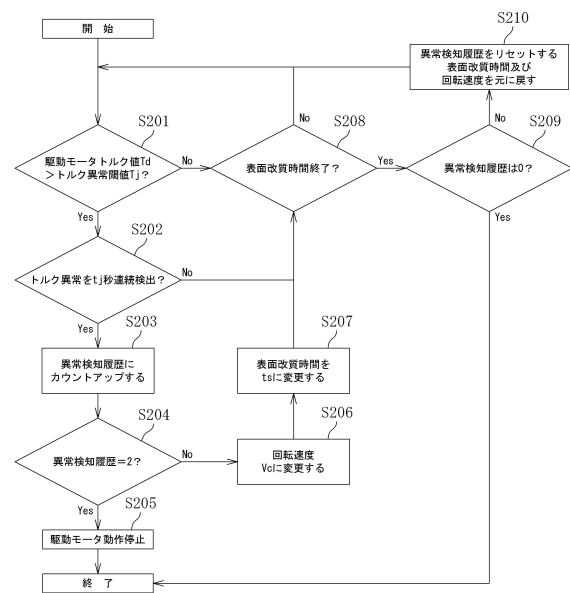 開 始
S201
駆動モータトルク値Td
>トルク異常閾値Tj?
No
Yes
S202
トルク異常をtj秒連続検出?
No
Yes
S203
異常検知履歴に
カウントアップする
S204
異常検知履歴=2?
No
Yes
S205
駆動モータ動作停止
終 了
S206
回転速度
Vcに変更する
S207
表面改質時間を
tsに変更する
S208
表面改質時間終了?
No
Yes
S209
異常検知履歴は0?
No
Yes
S210
異常検知履歴をリセットする
表面改質時間及び
回転速度を元に戻す